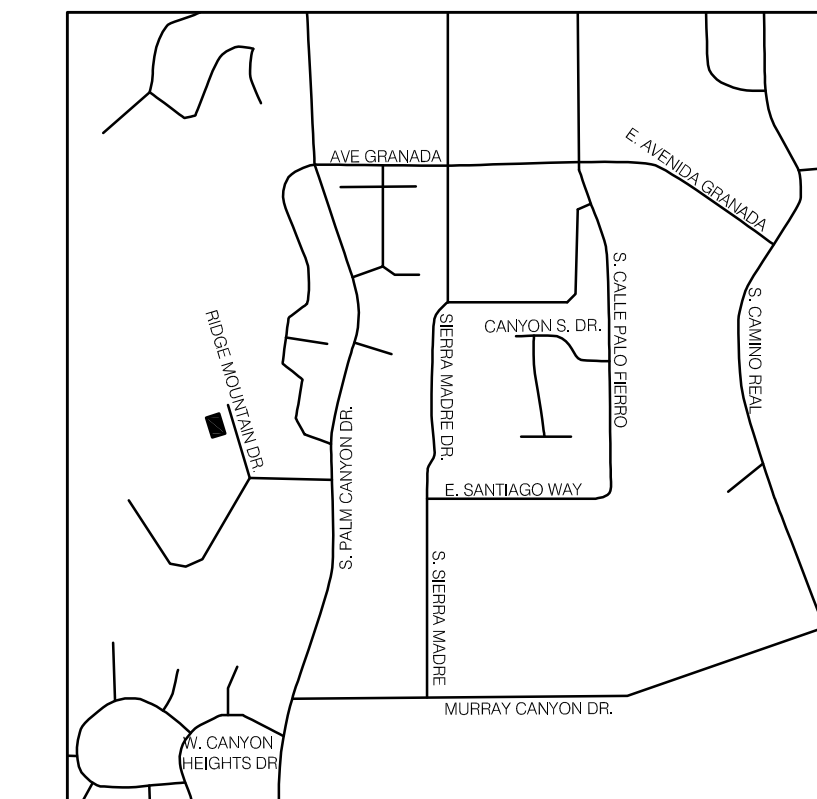 AVE GRANADA
E. AVENIDA GRANADA
S. CALLE PALO FIERRO
S. CAMINO REAL
RIDGE MOUNTAIN DR.
SIERRA MADRE DR.
CANYON S. DR.
S. PALM CANYON DR.
E. SANTIAGO WAY
S. SIERRA MADRE
MURRAY CANYON DR.
W. CANYON
HEIGHTS DR